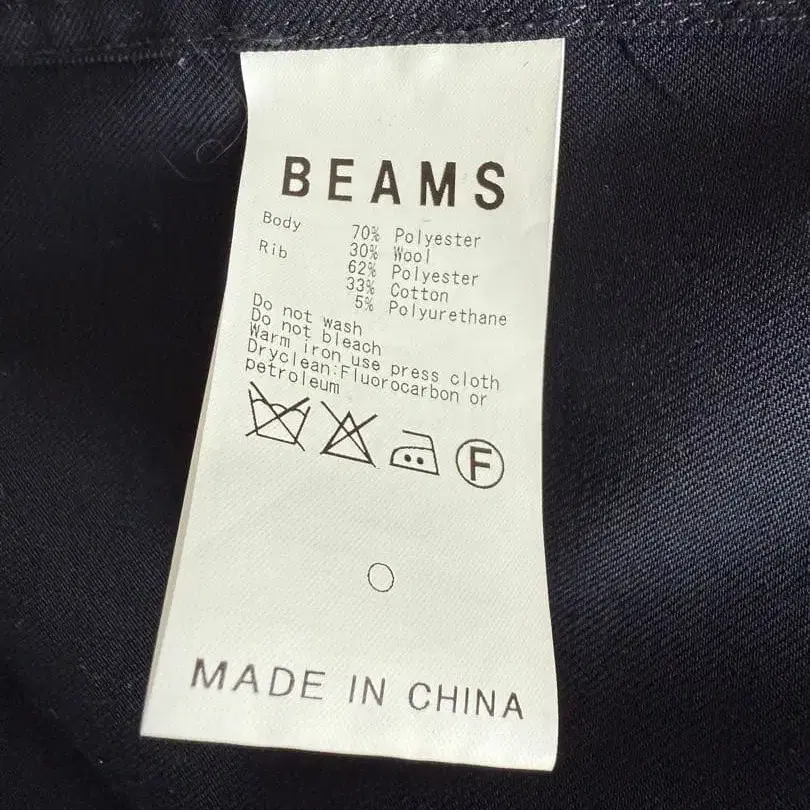 BEAMS
Body 70% Polyester
30% Wool
Rib 62% Polyester
33% Cotton
5% Polyurethane
Do not wash
Do not bleach
Warm iron use press cloth
Dryclean:Fluorocarbon or
petroleum
F
MADE IN CHINA